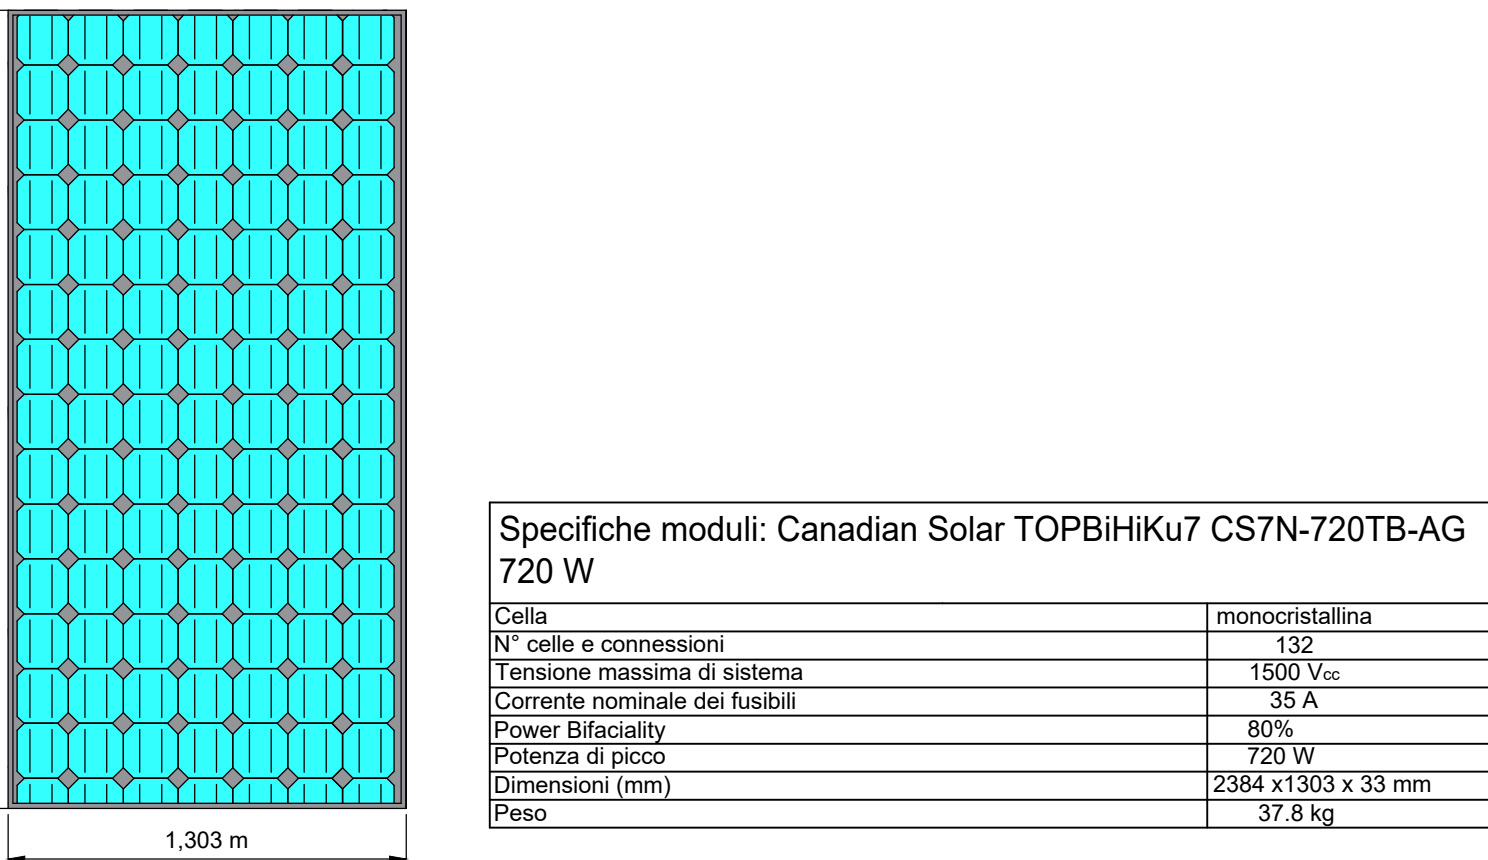 Specifiche moduli: Canadian Solar TOPBiHiKu7 CS7N-720TB-AG
720 W
Cella monocristallina
N° celle e connessioni 132
Tensione massima di sistema 1500 Vcc
Corrente nominale dei fusibili 35 A
Power Bifaciality 80%
Potenza di picco 720 W
Dimensioni (mm) 2384 x1303 x 33 mm
Peso 37.8 kg
1,303 m